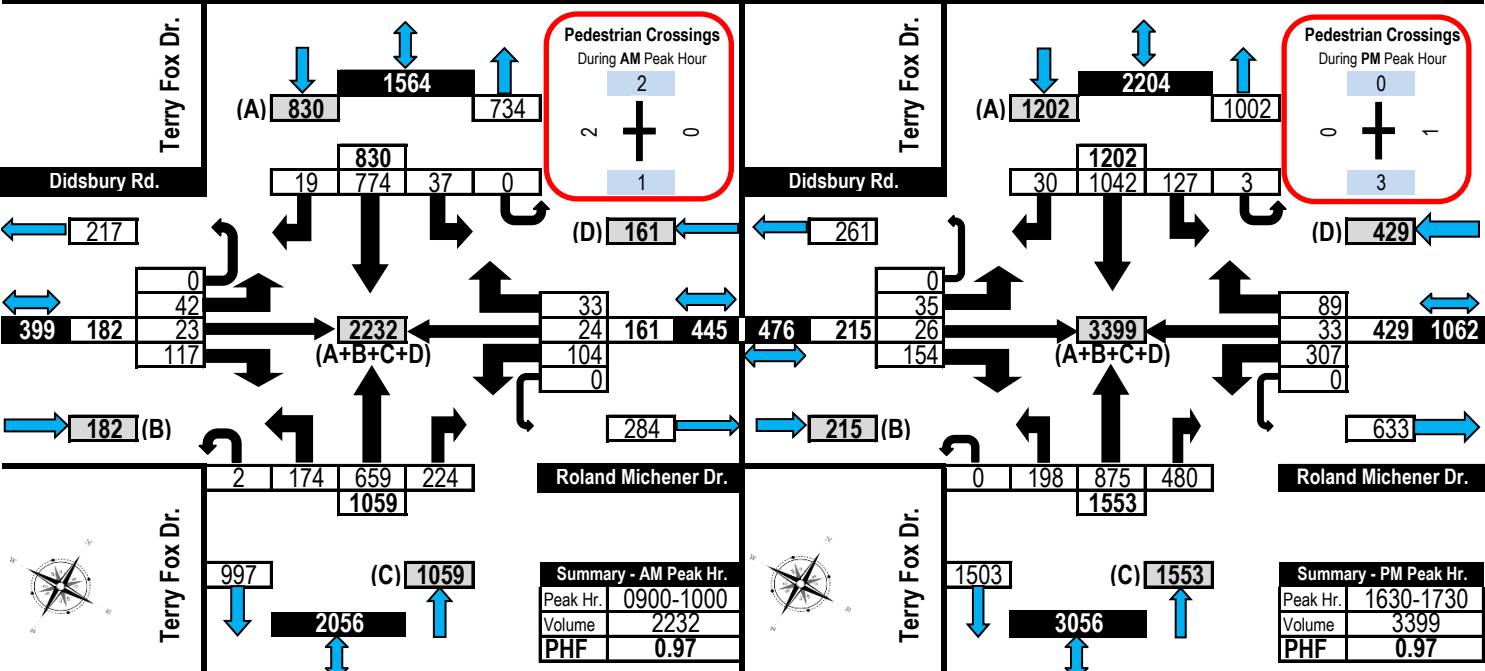 Terry Fox Dr.
Didsbury Rd.
1564
(A) 830
734
Pedestrian Crossings
During AM Peak Hour
2
2
0
1
830
19 774 37 0
217
(D) 161
0
42
399 182 23
117
2232
(A+B+C+D)
33
24 161 445
104
0
182 (B)
284
2 174 659 224
1059
Roland Michener Dr.
Terry Fox Dr.
997
(C) 1059
2056
Summary - AM Peak Hr.
Peak Hr. 0900-1000
Volume 2232
PHF 0.97
Terry Fox Dr.
Didsbury Rd.
2204
(A) 1202
1002
Pedestrian Crossings
During PM Peak Hour
0
0
1
3
1202
30 1042 127 3
261
(D) 429
0
35
476 215 26
154
3399
(A+B+C+D)
89
33 429 1062
307
0
215 (B)
633
0 198 875 480
1553
Roland Michener Dr.
Terry Fox Dr.
1503
(C) 1553
3056
Summary - PM Peak Hr.
Peak Hr. 1630-1730
Volume 3399
PHF 0.97